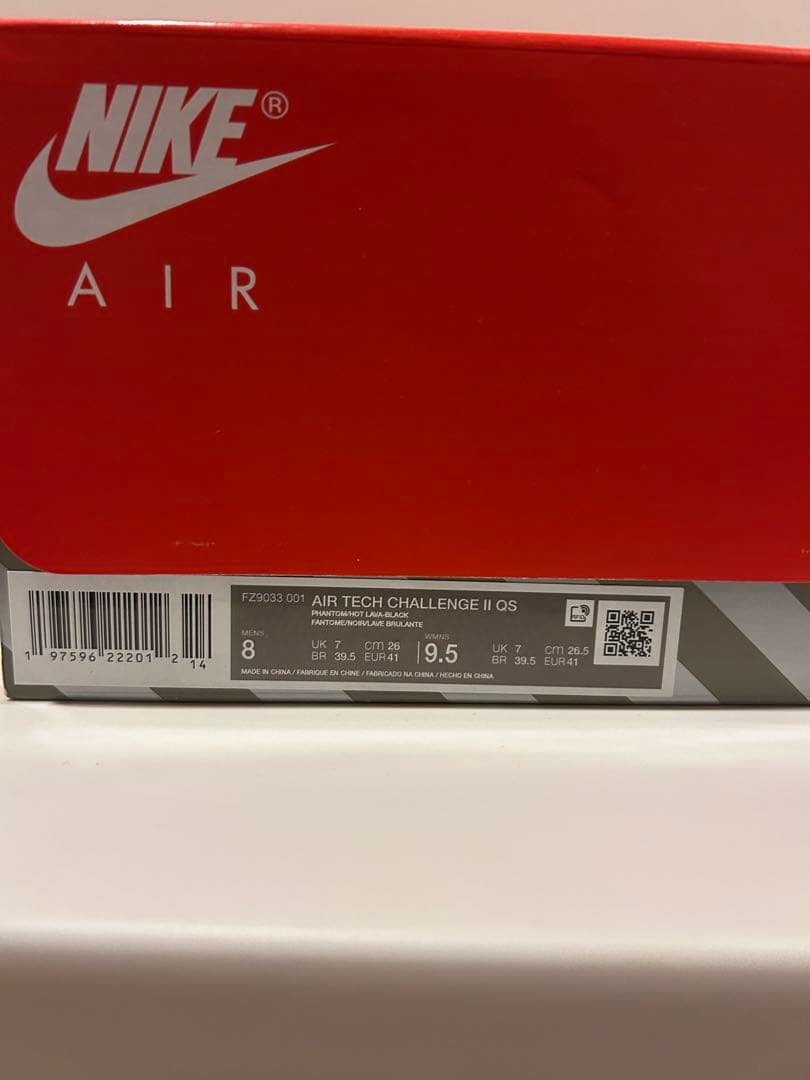 NIKE®
AIR
FZ9033 001 AIR TECH CHALLENGE II QS
PHANTOM/HOT LAVA-BLACK
FANTOME/NOIR/LAVE BRULANTE
MENS WMNS
8 UK 7 cm 26 9.5 UK 7 cm 26.5
BR 39.5 EUR 41 BR 39.5 EUR 41
MADE IN CHINA / FABRIQUE EN CHINE / FABRICADO NA CHINA / HECHO EN CHINA
1 97596 22201 2 14
RFID